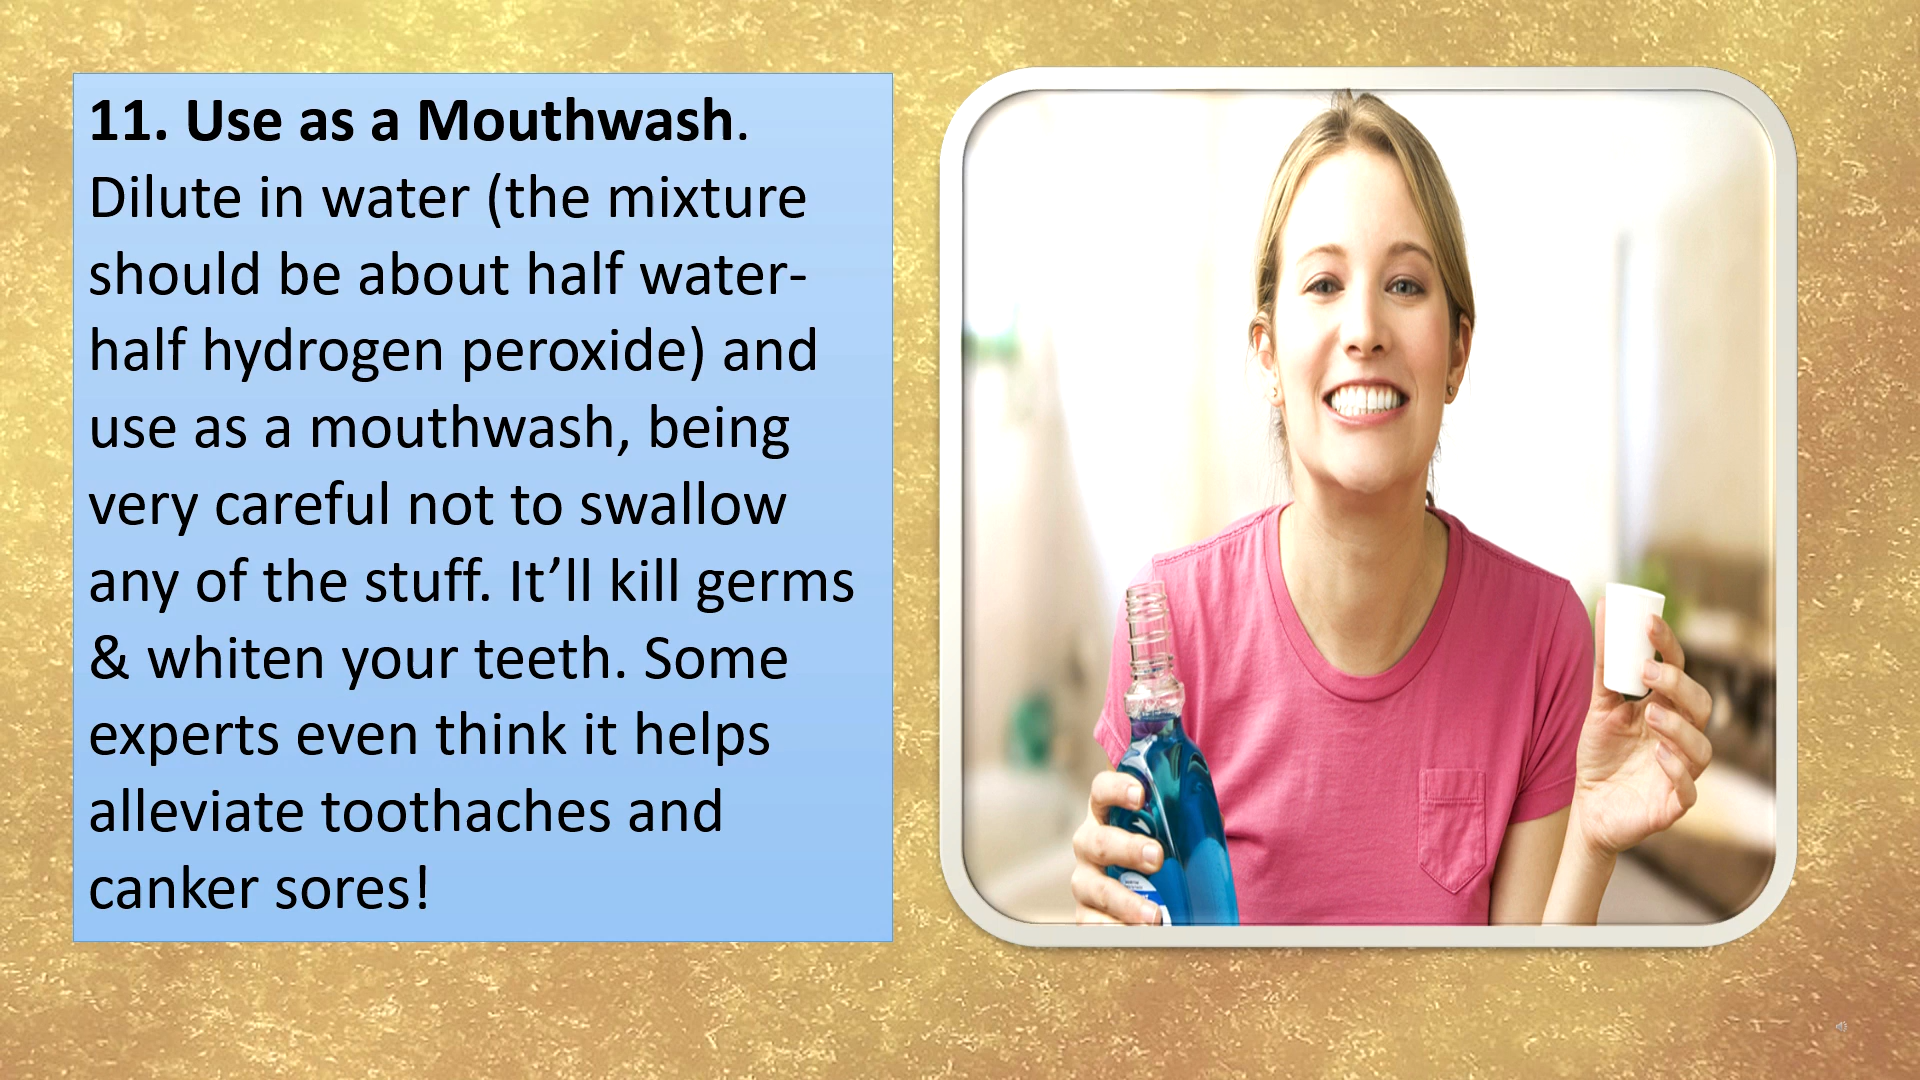 11. Use as a Mouthwash.
Dilute in water (the mixture
should be about half water-
half hydrogen peroxide) and
use as a mouthwash, being
very careful not to swallow
any of the stuff. It’ll kill germs
& whiten your teeth. Some
experts even think it helps
alleviate toothaches and
canker sores!